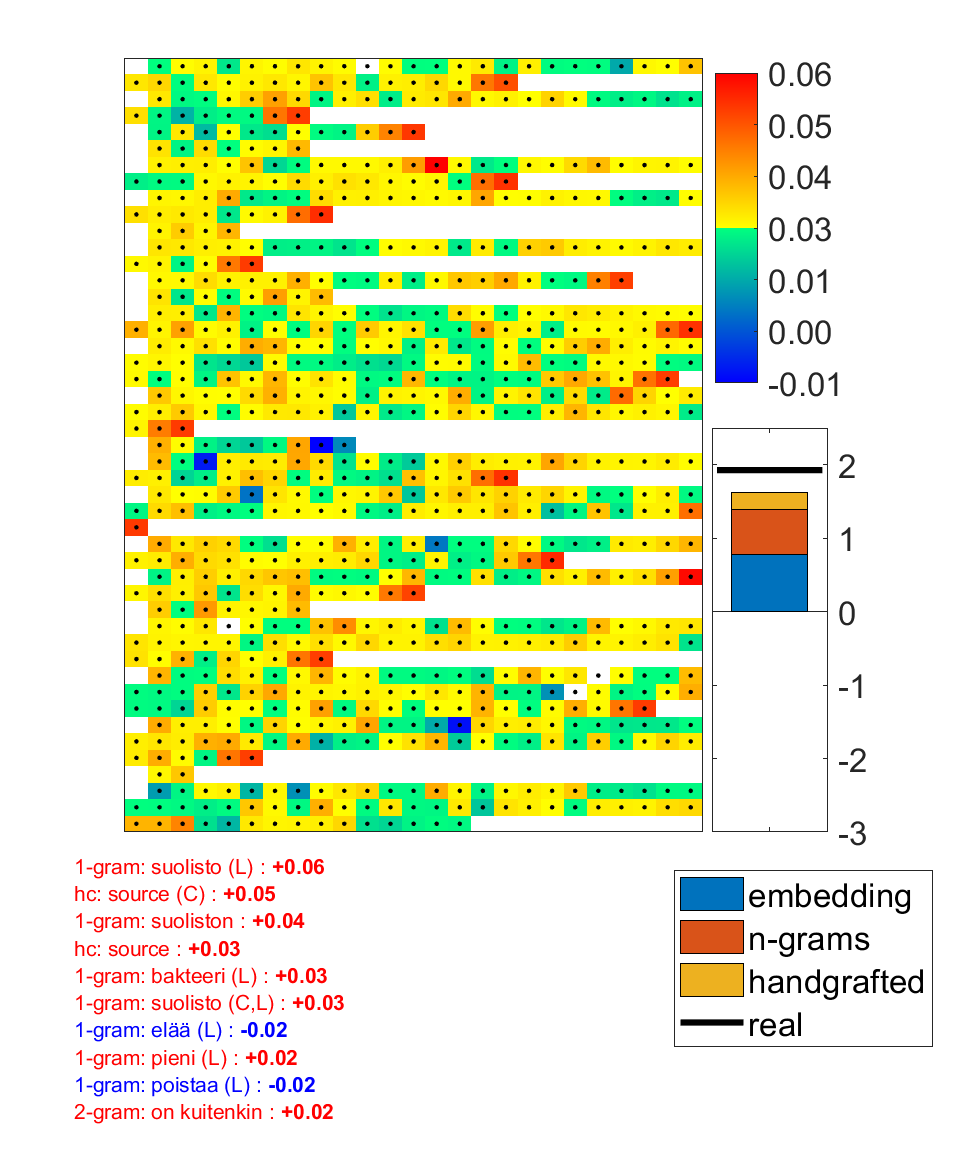 0.06
0.05
0.04
0.03
0.01
0.00
-0.01
2
1
0
-1
-2
-3
1-gram: suolisto (L) : +0.06
hc: source (C) : +0.05
1-gram: suoliston : +0.04
hc: source : +0.03
1-gram: bakteeri (L) : +0.03
1-gram: suolisto (C,L) : +0.03
1-gram: elää (L) : -0.02
1-gram: pieni (L) : +0.02
1-gram: poistaa (L) : -0.02
2-gram: on kuitenkin : +0.02
embedding
n-grams
handgrafted
real